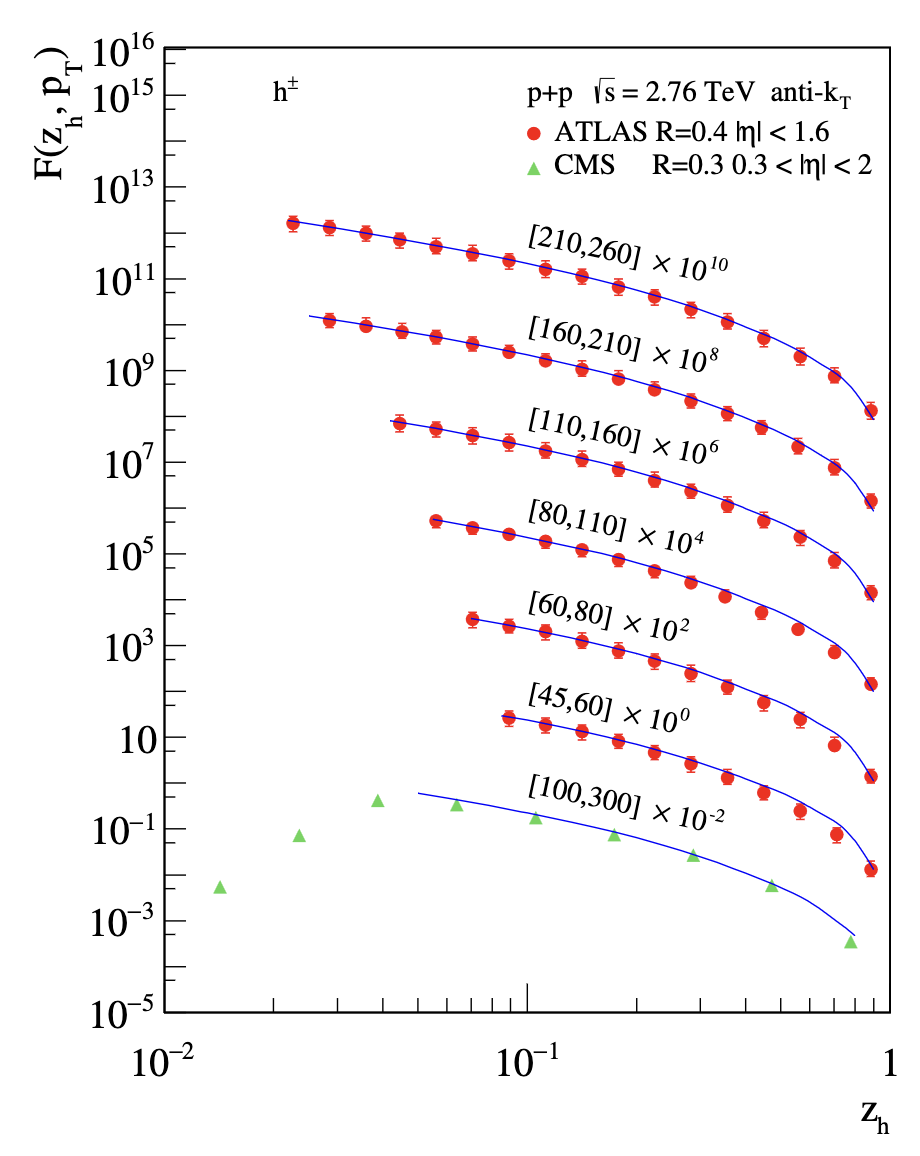 F(z_h, p_T)
10^16
10^15
10^13
10^11
10^9
10^7
10^5
10^3
10
10^−1
10^−3
10^−5
h^±
p+p √s = 2.76 TeV anti-k_T
ATLAS R=0.4 |η| < 1.6
CMS R=0.3 0.3 < |η| < 2
[210,260] × 10^10
[160,210] × 10^8
[110,160] × 10^6
[80,110] × 10^4
[60,80] × 10^2
[45,60] × 10^0
[100,300] × 10^-2
10^−2 10^−1 1
z_h